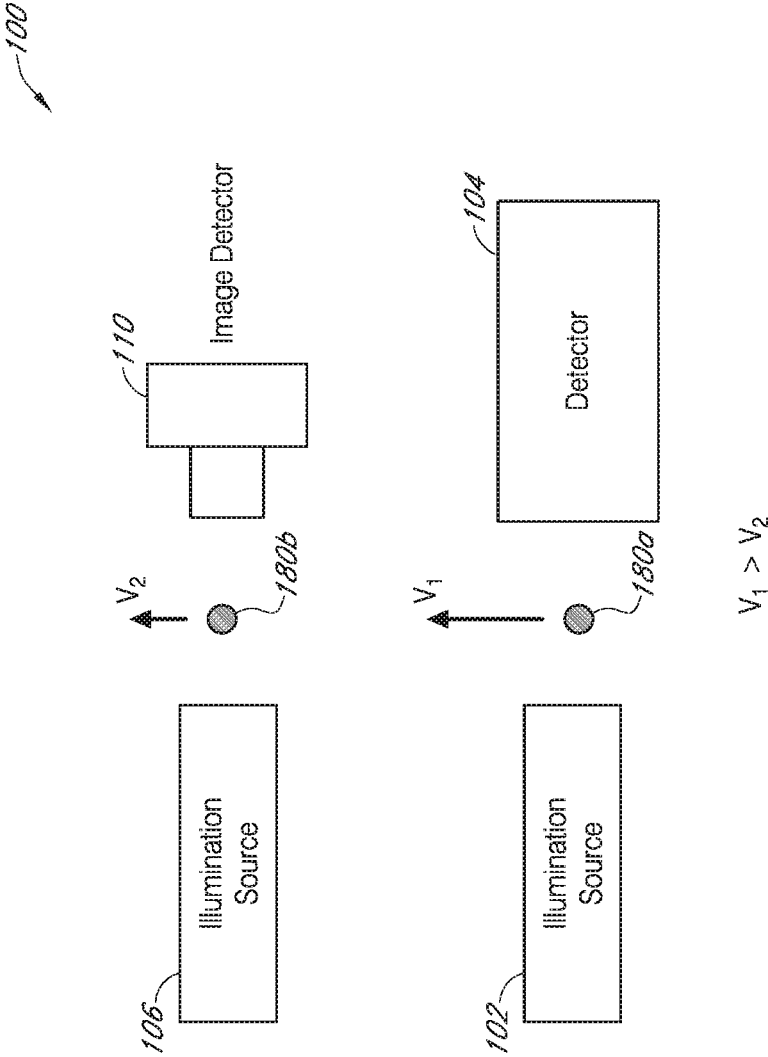 100
Image Detector
110
104
Detector
V2
180b
V1
180a
V1 > V2
Illumination
Source
106
Illumination
Source
102